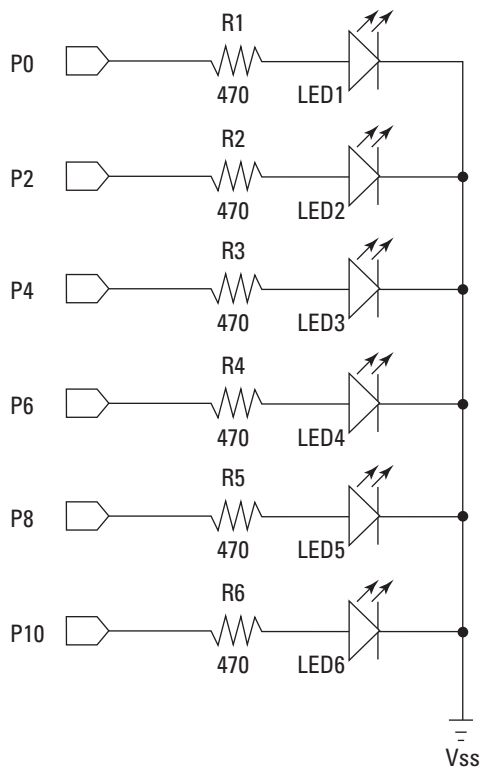 R1
P0
470 LED1
R2
P2
470 LED2
R3
P4
470 LED3
R4
P6
470 LED4
R5
P8
470 LED5
R6
P10
470 LED6
Vss